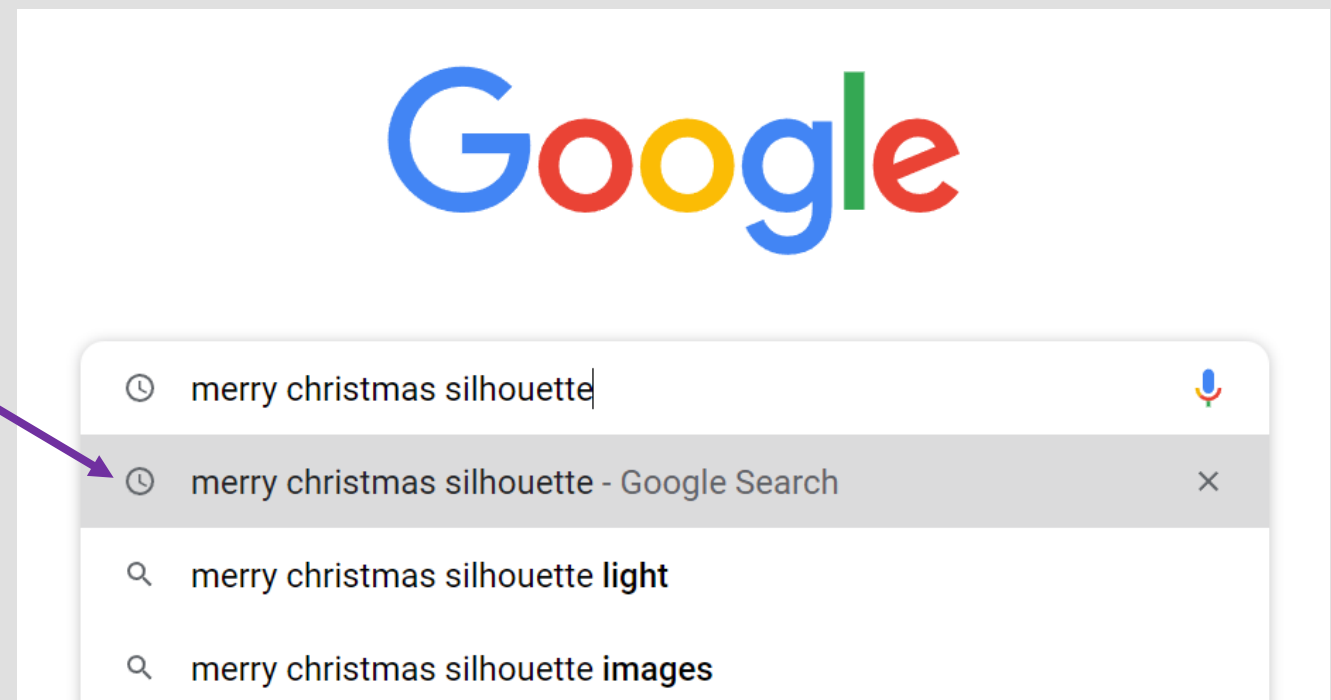 Google
merry christmas silhouette
merry christmas silhouette - Google Search
merry christmas silhouette light
merry christmas silhouette images